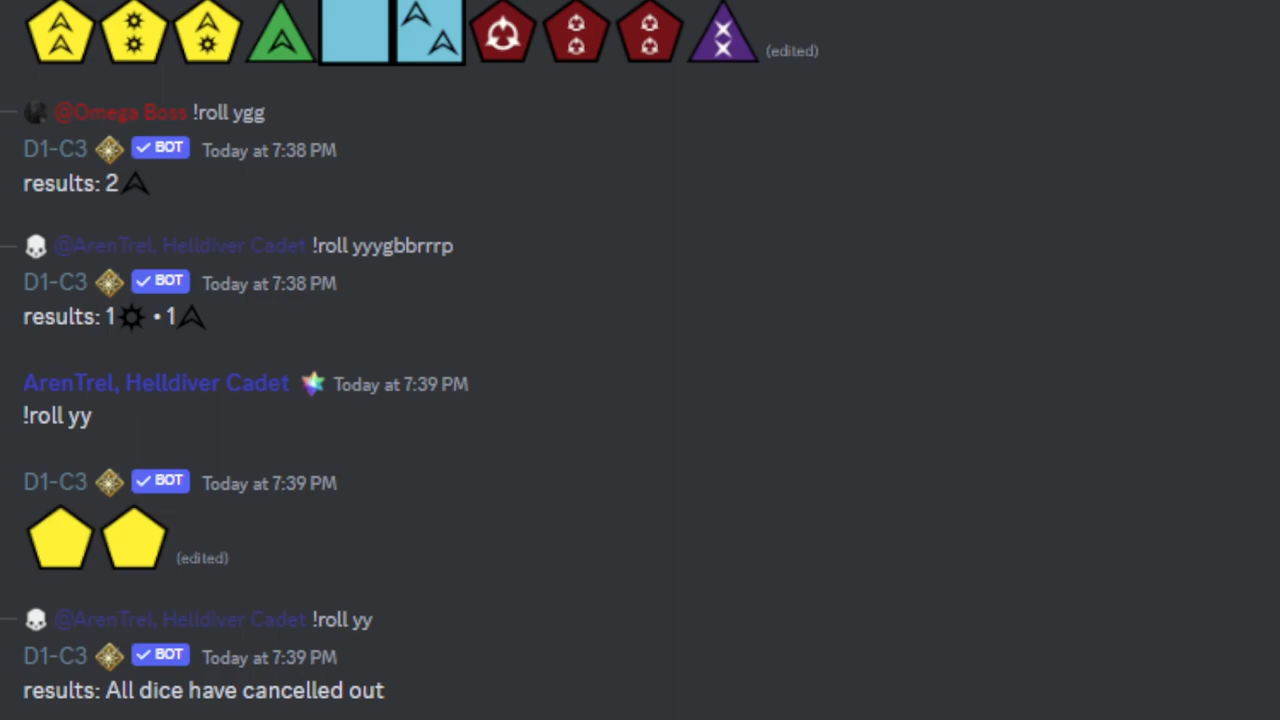 (edited)
@Omega Boss !roll ygg
D1-C3 BOT Today at 7:38 PM
results: 2
@ArenTrel, Helldiver Cadet !roll yyygbbrrrp
D1-C3 BOT Today at 7:38 PM
results: 1 • 1
ArenTrel, Helldiver Cadet Today at 7:39 PM
!roll yy
D1-C3 BOT Today at 7:39 PM
(edited)
@ArenTrel, Helldiver Cadet !roll yy
D1-C3 BOT Today at 7:39 PM
results: All dice have cancelled out